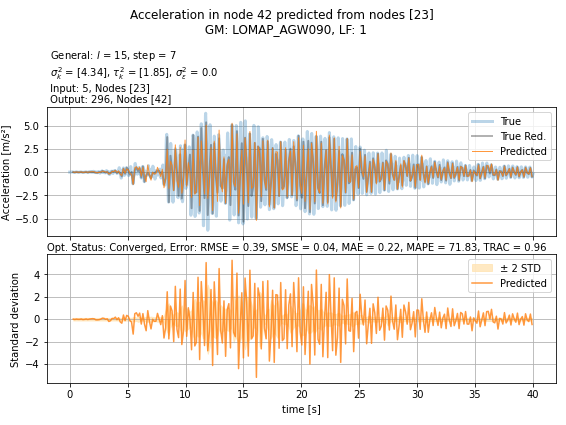 Acceleration in node 42 predicted from nodes [23]
GM: LOMAP_AGW090, LF: 1
General: l = 15, step = 7
σ²ₖ = [4.34], τ²ₖ = [1.85], σ²ε = 0.0
Input: 5, Nodes [23]
Output: 296, Nodes [42]
Acceleration [m/s²]
5.0
2.5
0.0
−2.5
−5.0
True
True Red.
Predicted
Opt. Status: Converged, Error: RMSE = 0.39, SMSE = 0.04, MAE = 0.22, MAPE = 71.83, TRAC = 0.96
Standard deviation
4
2
0
−2
−4
± 2 STD
Predicted
0 5 10 15 20 25 30 35 40
time [s]